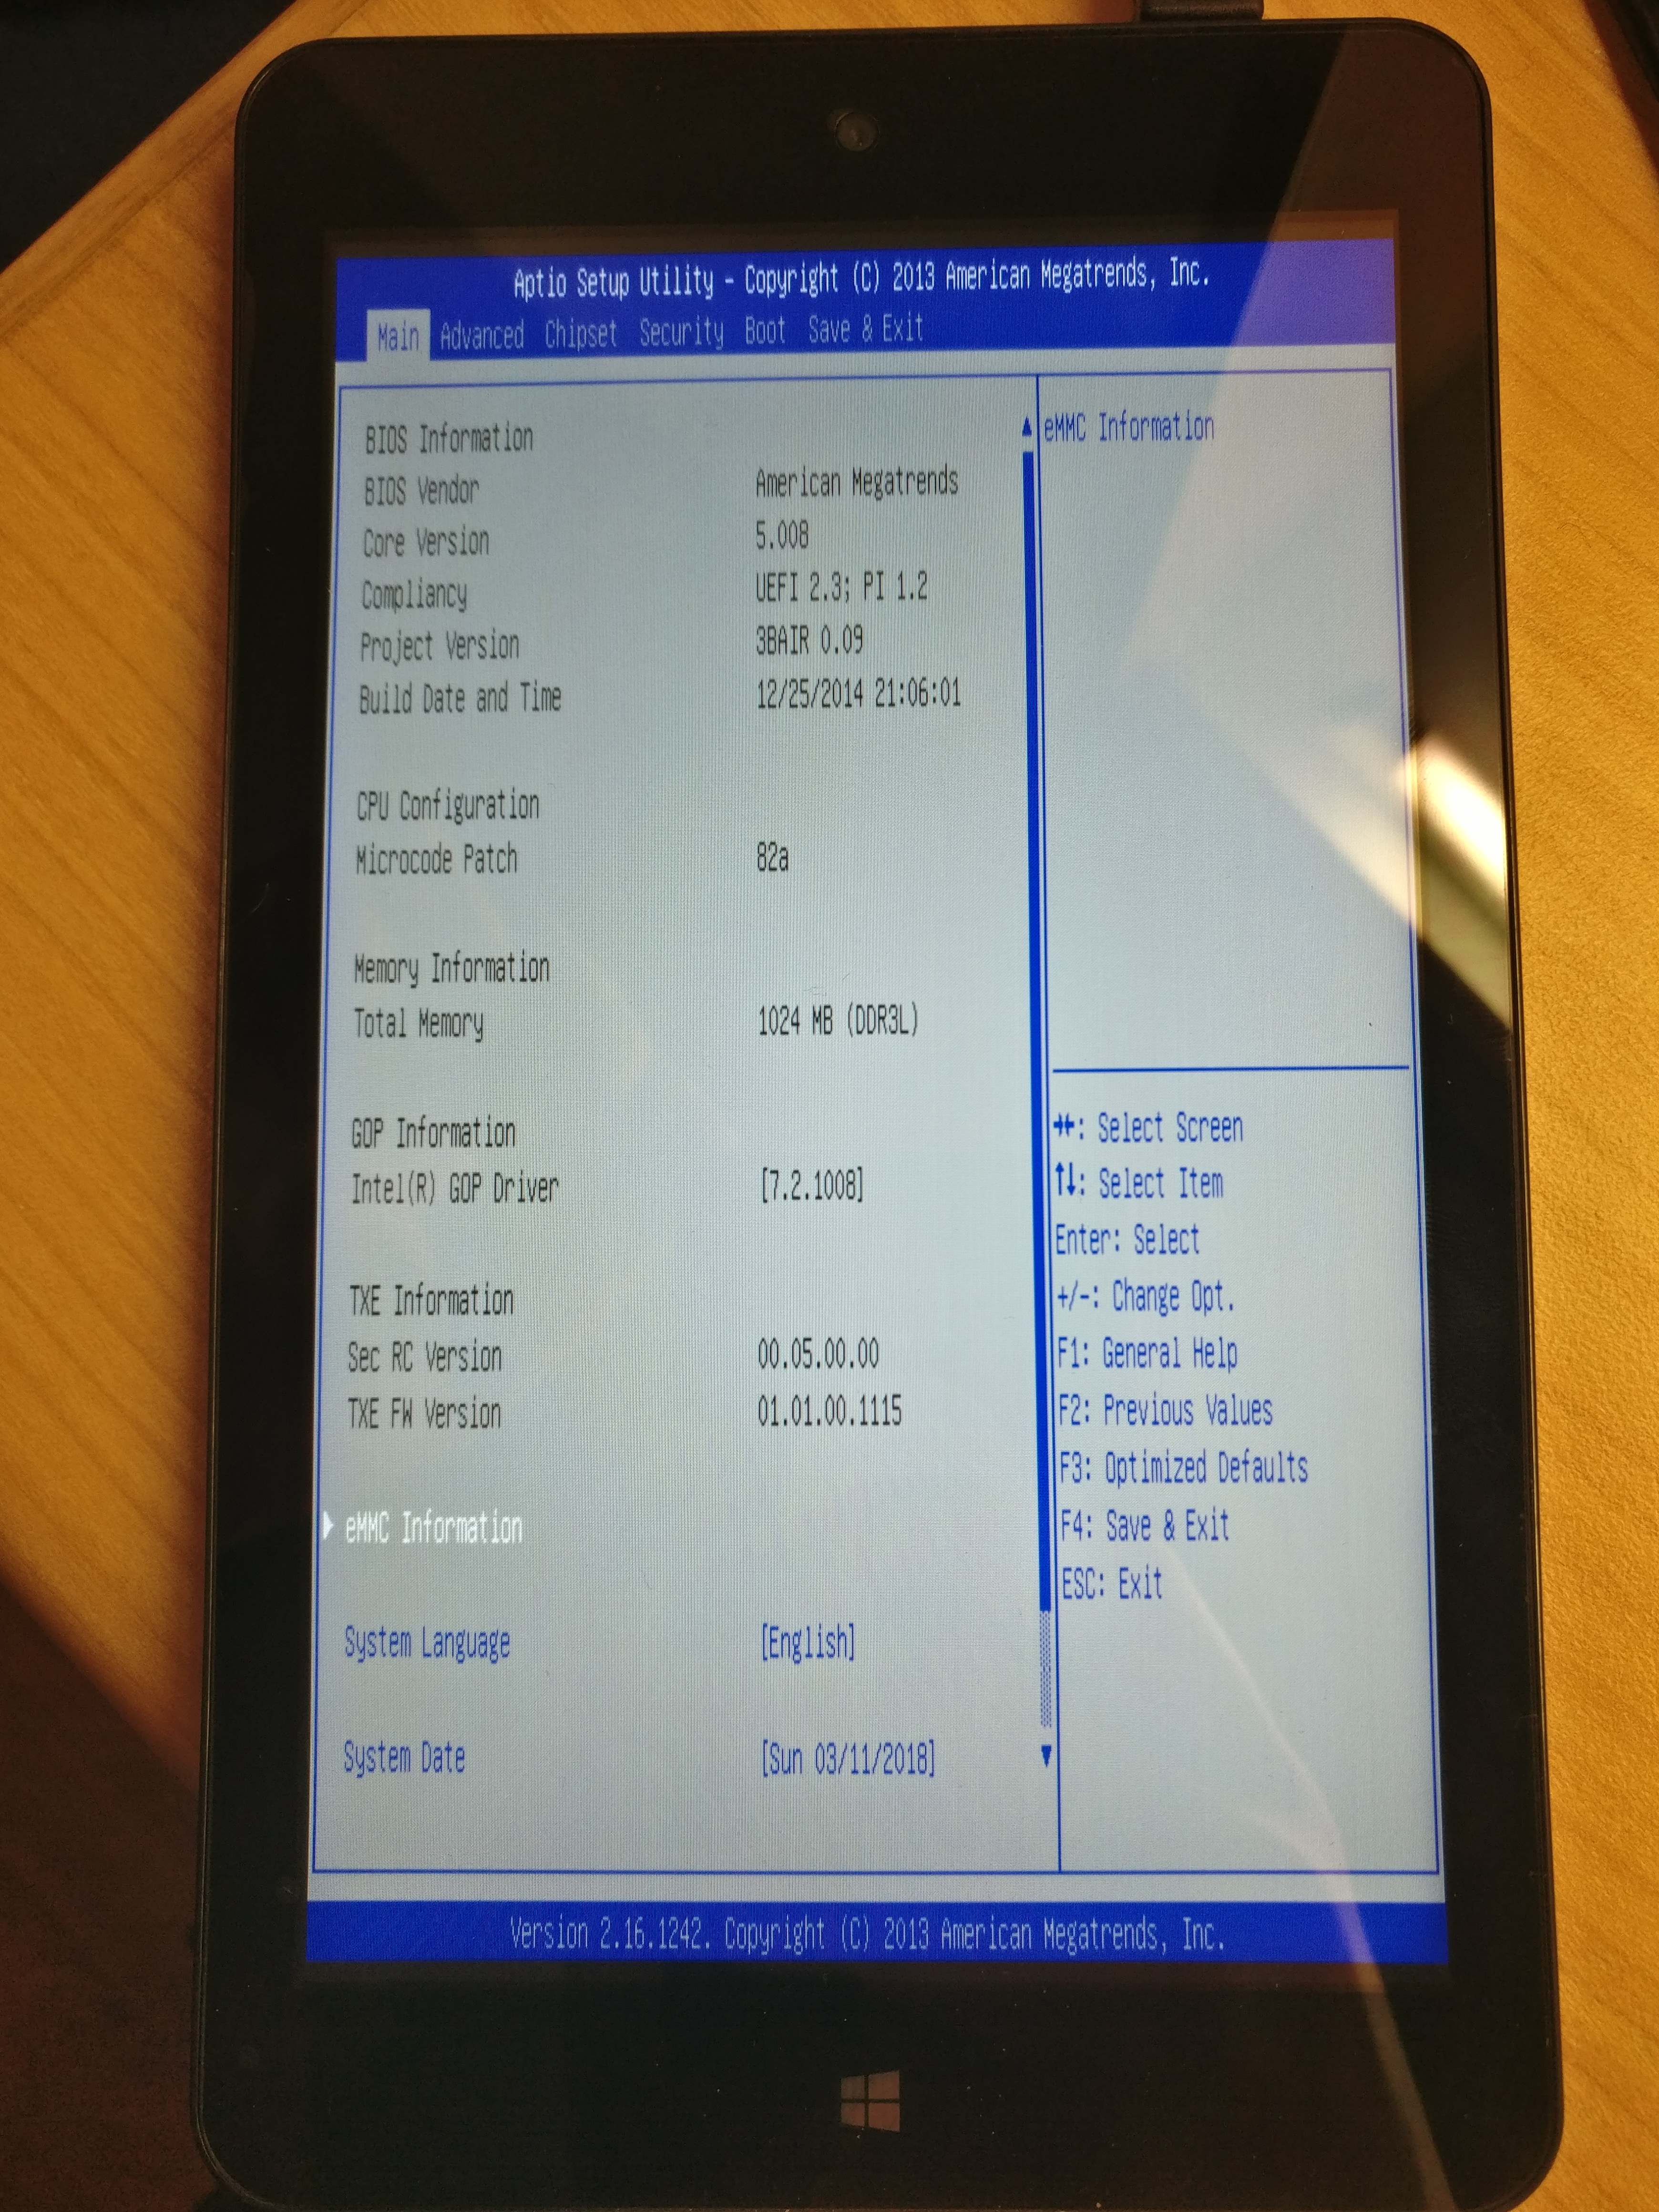 Aptio Setup Utility - Copyright (C) 2013 American Megatrends, Inc.
Main Advanced Chipset Security Boot Save & Exit
BIOS Information
BIOS Vendor American Megatrends
Core Version 5.008
Compliancy UEFI 2.3; PI 1.2
Project Version 3BAIR 0.09
Build Date and Time 12/25/2014 21:06:01
CPU Configuration
Microcode Patch 82a
Memory Information
Total Memory 1024 MB (DDR3L)
GOP Information
Intel(R) GOP Driver [7.2.1008]
TXE Information
Sec RC Version 00.05.00.00
TXE FW Version 01.01.00.1115
eMMC Information
System Language [English]
System Date [Sun 03/11/2018]
eMMC Information
→←: Select Screen
↑↓: Select Item
Enter: Select
+/-: Change Opt.
F1: General Help
F2: Previous Values
F3: Optimized Defaults
F4: Save & Exit
ESC: Exit
Version 2.16.1242. Copyright (C) 2013 American Megatrends, Inc.